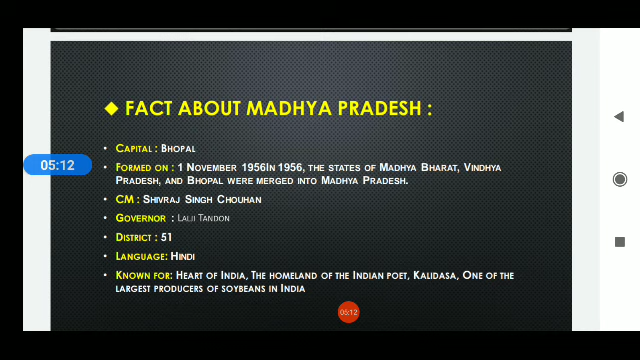 ◆ FACT ABOUT MADHYA PRADESH :
• CAPITAL : BHOPAL
05:12
• FORMED ON : 1 NOVEMBER 1956IN 1956, THE STATES OF MADHYA BHARAT, VINDHYA
PRADESH, AND BHOPAL WERE MERGED INTO MADHYA PRADESH.
• CM : SHIVRAJ SINGH CHOUHAN
• GOVERNOR : LALJI TANDON
• DISTRICT : 51
• LANGUAGE: HINDI
• KNOWN FOR: HEART OF INDIA, THE HOMELAND OF THE INDIAN POET, KALIDASA, ONE OF THE
LARGEST PRODUCERS OF SOYBEANS IN INDIA
05:12